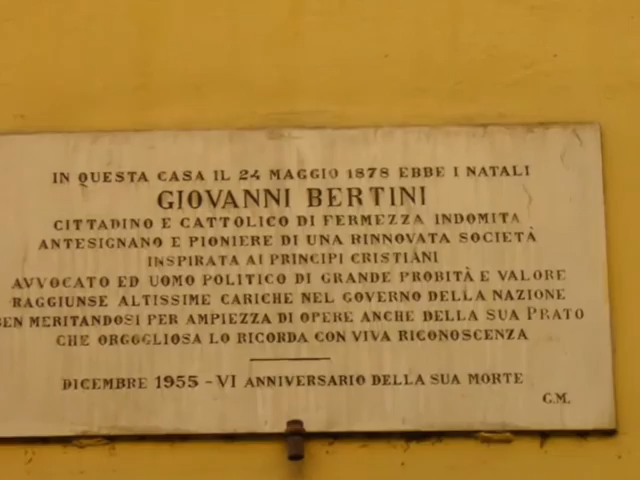 IN QUESTA CASA IL 24 MAGGIO 1878 EBBE I NATALI
GIOVANNI BERTINI
CITTADINO E CATTOLICO DI FERMEZZA INDOMITA
ANTESIGNANO E PIONIERE DI UNA RINNOVATA SOCIETÀ
INSPIRATA AI PRINCIPI CRISTIANI
AVVOCATO ED UOMO POLITICO DI GRANDE PROBITÀ E VALORE
RAGGIUNSE ALTISSIME CARICHE NEL GOVERNO DELLA NAZIONE
BEN MERITANDOSI PER AMPIEZZA DI OPERE ANCHE DELLA SUA PRATO
CHE ORGOGLIOSA LO RICORDA CON VIVA RICONOSCENZA
DICEMBRE 1955 - VI ANNIVERSARIO DELLA SUA MORTE
G.M.